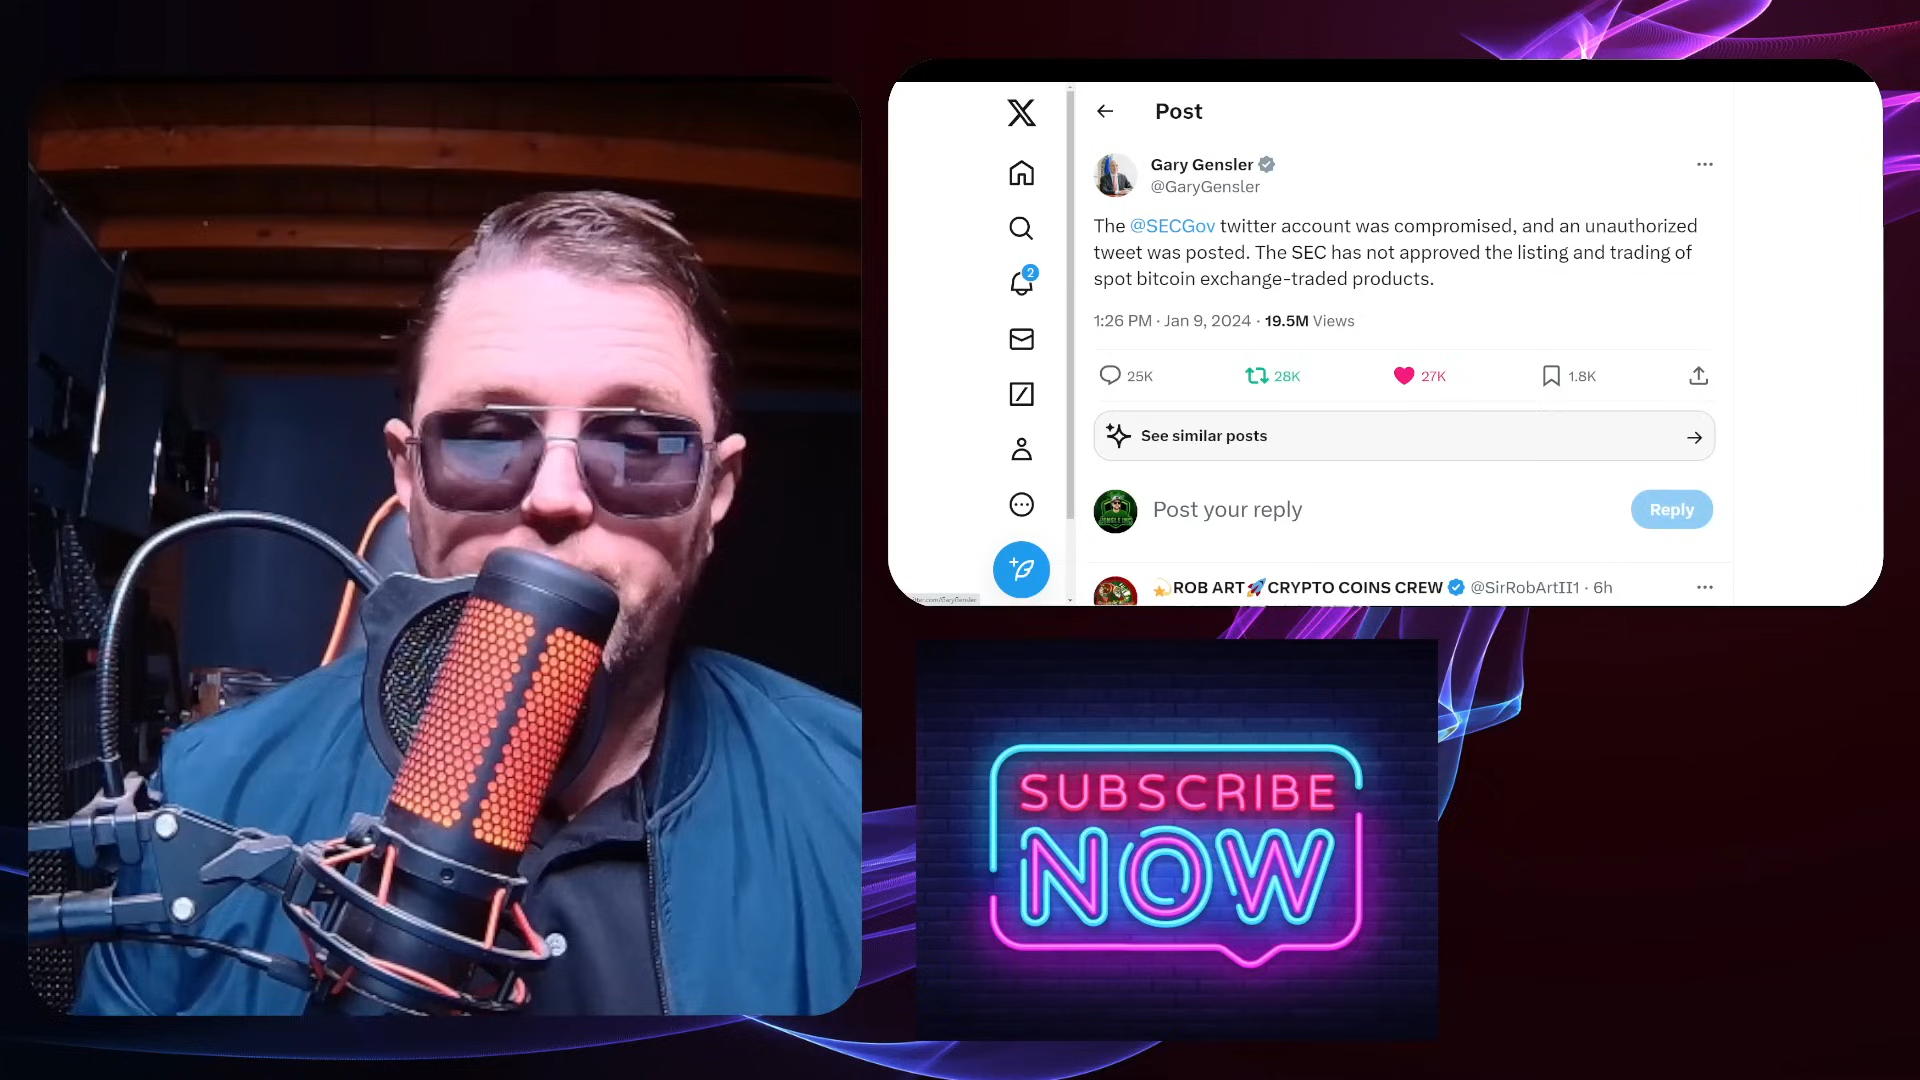 Post
Gary Gensler
@GaryGensler
The @SECGov twitter account was compromised, and an unauthorized
tweet was posted. The SEC has not approved the listing and trading of
spot bitcoin exchange-traded products.
1:26 PM · Jan 9, 2024 · 19.5M Views
25K 28K 27K 1.8K
See similar posts
Post your reply
Reply
ROB ART🚀CRYPTO COINS CREW @SirRobArtII1 · 6h
2
SUBSCRIBE
NOW